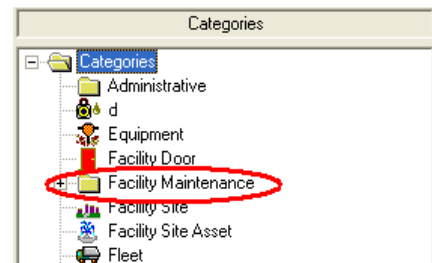 Categories
Categories
Administrative
d
Equipment
Facility Door
Facility Maintenance
Facility Site
Facility Site Asset
Fleet